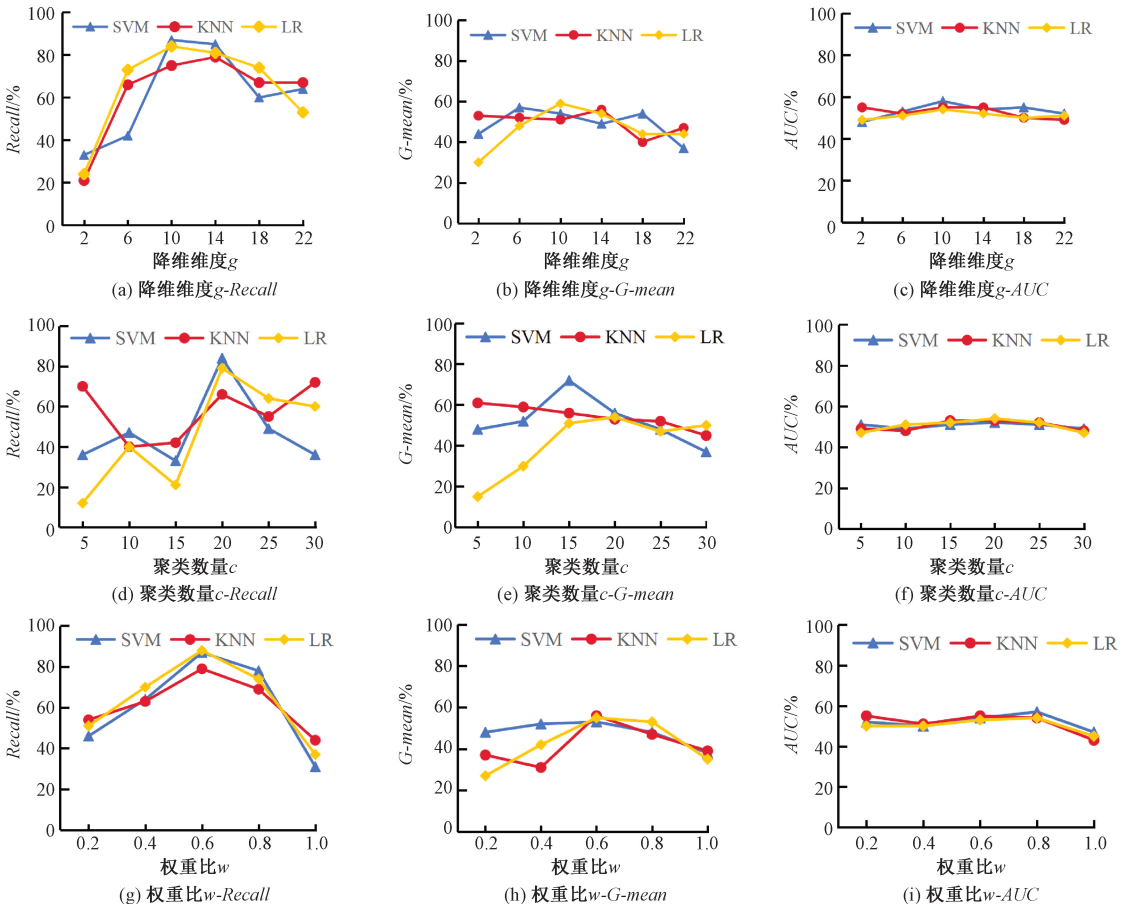 SVM KNN LR
Recall/%
100
80
60
40
20
0
2 6 10 14 18 22
降维维度g
(a) 降维维度g-Recall
SVM KNN LR
G-mean/%
100
80
60
40
20
0
2 6 10 14 18 22
降维维度g
(b) 降维维度g-G-mean
SVM KNN LR
AUC/%
100
80
60
40
20
0
2 6 10 14 18 22
降维维度g
(c) 降维维度g-AUC
SVM KNN LR
Recall/%
100
80
60
40
20
0
5 10 15 20 25 30
聚类数量c
(d) 聚类数量c-Recall
SVM KNN LR
G-mean/%
100
80
60
40
20
0
5 10 15 20 25 30
聚类数量c
(e) 聚类数量c-G-mean
SVM KNN LR
AUC/%
100
80
60
40
20
0
5 10 15 20 25 30
聚类数量c
(f) 聚类数量c-AUC
SVM KNN LR
Recall/%
100
80
60
40
20
0
0.2 0.4 0.6 0.8 1.0
权重比w
(g) 权重比w-Recall
SVM KNN LR
G-mean/%
100
80
60
40
20
0
0.2 0.4 0.6 0.8 1.0
权重比w
(h) 权重比w-G-mean
SVM KNN LR
AUC/%
100
80
60
40
20
0
0.2 0.4 0.6 0.8 1.0
权重比w
(i) 权重比w-AUC